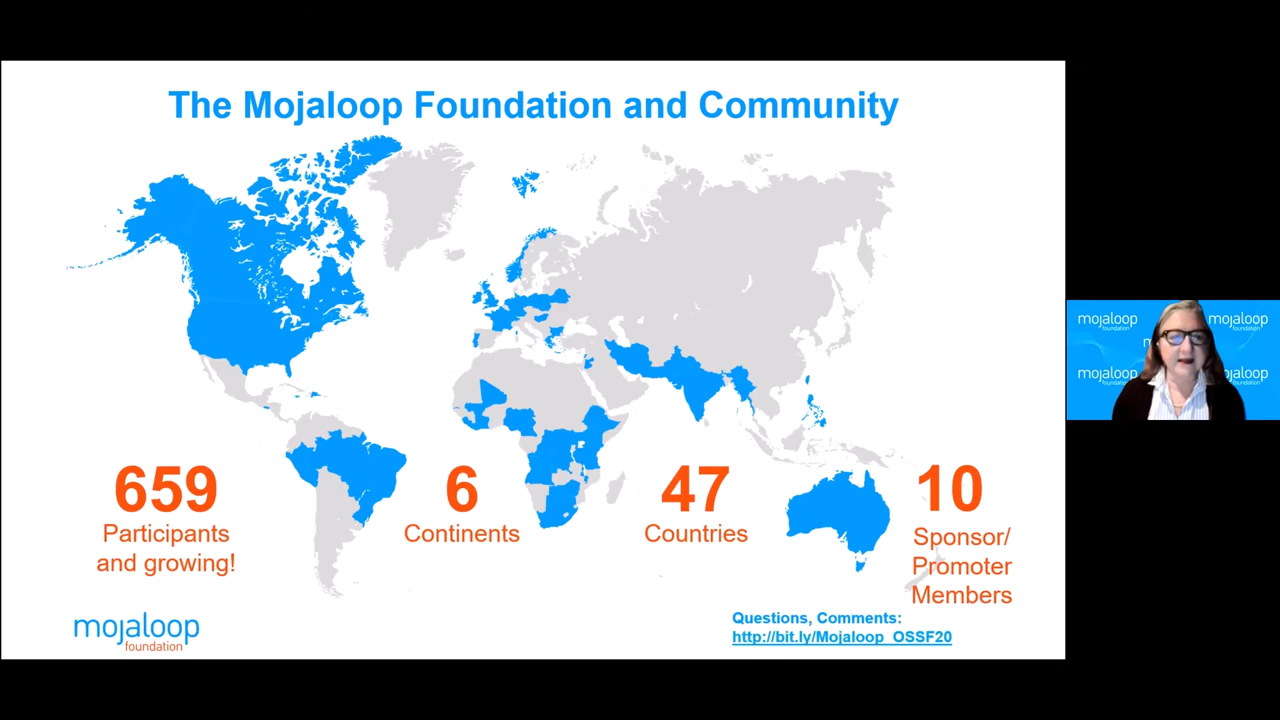 The Mojaloop Foundation and Community
659
Participants
and growing!
6
Continents
47
Countries
10
Sponsor/
Promoter
Members
mojaloop
foundation
Questions, Comments:
http://bit.ly/Mojaloop_OSSF20
mojaloop
foundation
mojaloop
foundation
m
mojaloop
foundation
ojaloop
foundation